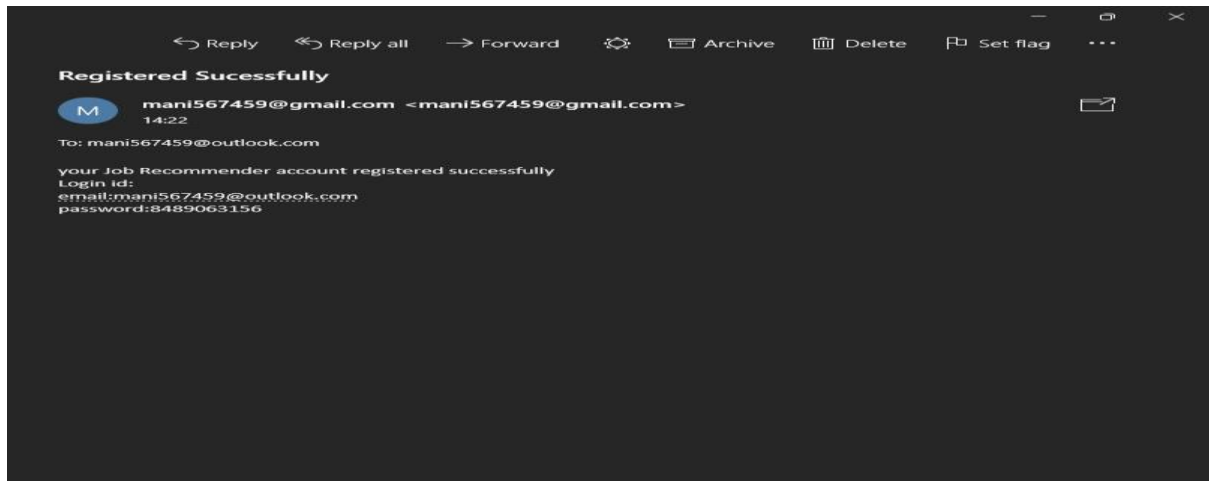 Reply Reply all Forward Archive Delete Set flag ...
Registered Sucessfully
M mani567459@gmail.com <mani567459@gmail.com>
14:22
To: mani567459@outlook.com
your Job Recommender account registered successfully
Login id:
email:mani567459@outlook.com
password:8489063156